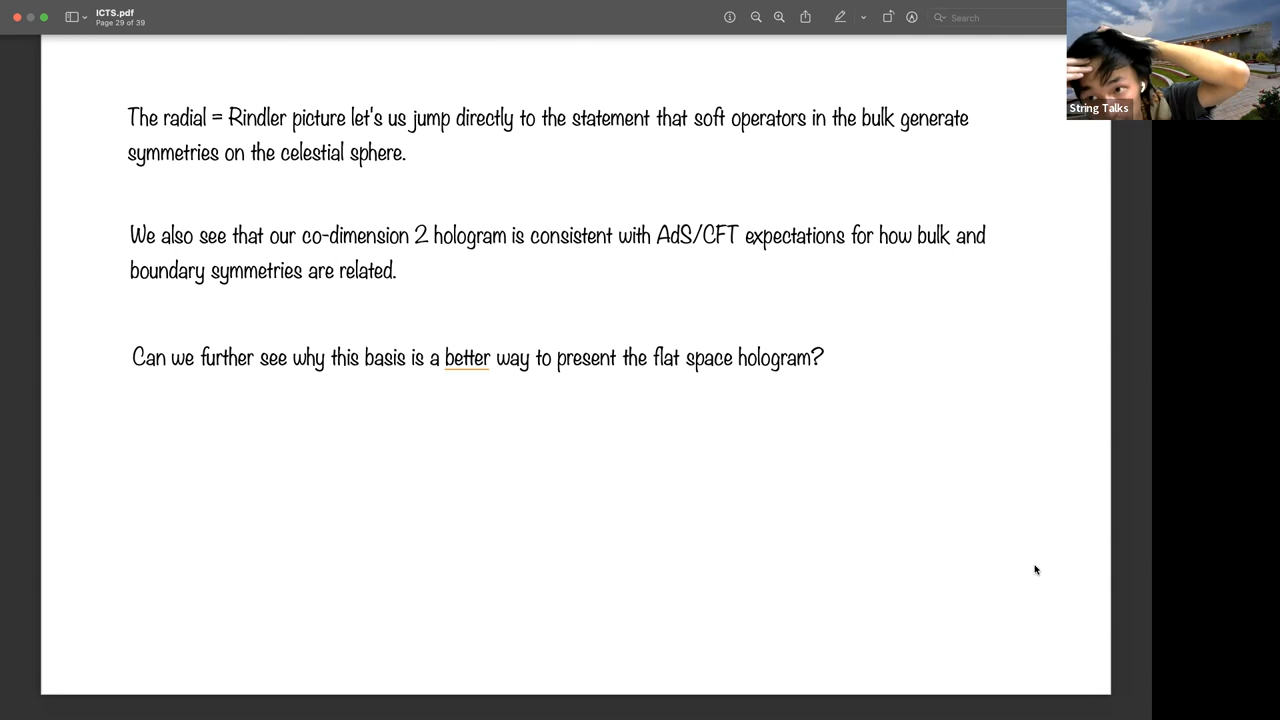 ICTS.pdf
Page 29 of 39
Search
String Talks
The radial = Rindler picture let's us jump directly to the statement that soft operators in the bulk generate
symmetries on the celestial sphere.
We also see that our co-dimension 2 hologram is consistent with AdS/CFT expectations for how bulk and
boundary symmetries are related.
Can we further see why this basis is a better way to present the flat space hologram?